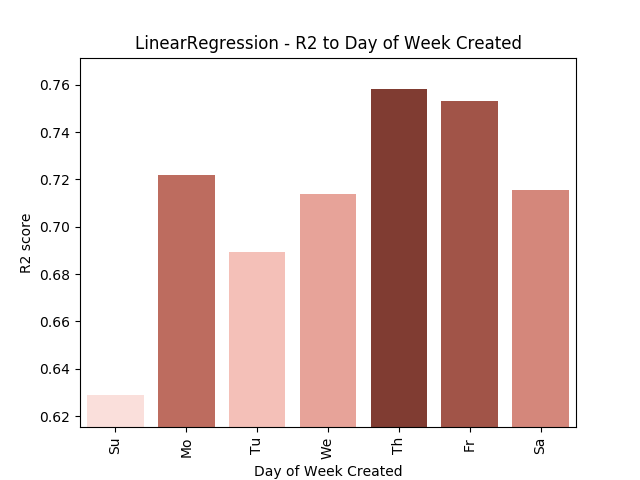 LinearRegression - R2 to Day of Week Created
0.76
0.74
0.72
0.70
0.68
0.66
0.64
0.62
R2 score
Su
Mo
Tu
We
Th
Fr
Sa
Day of Week Created